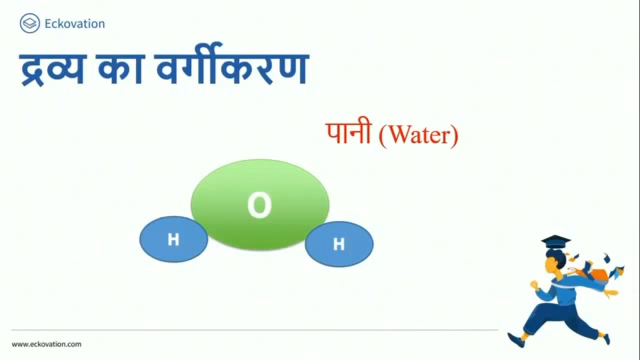 Eckovation
द्रव्य का वर्गीकरण
पानी (Water)
O
H
H
www.eckovation.com